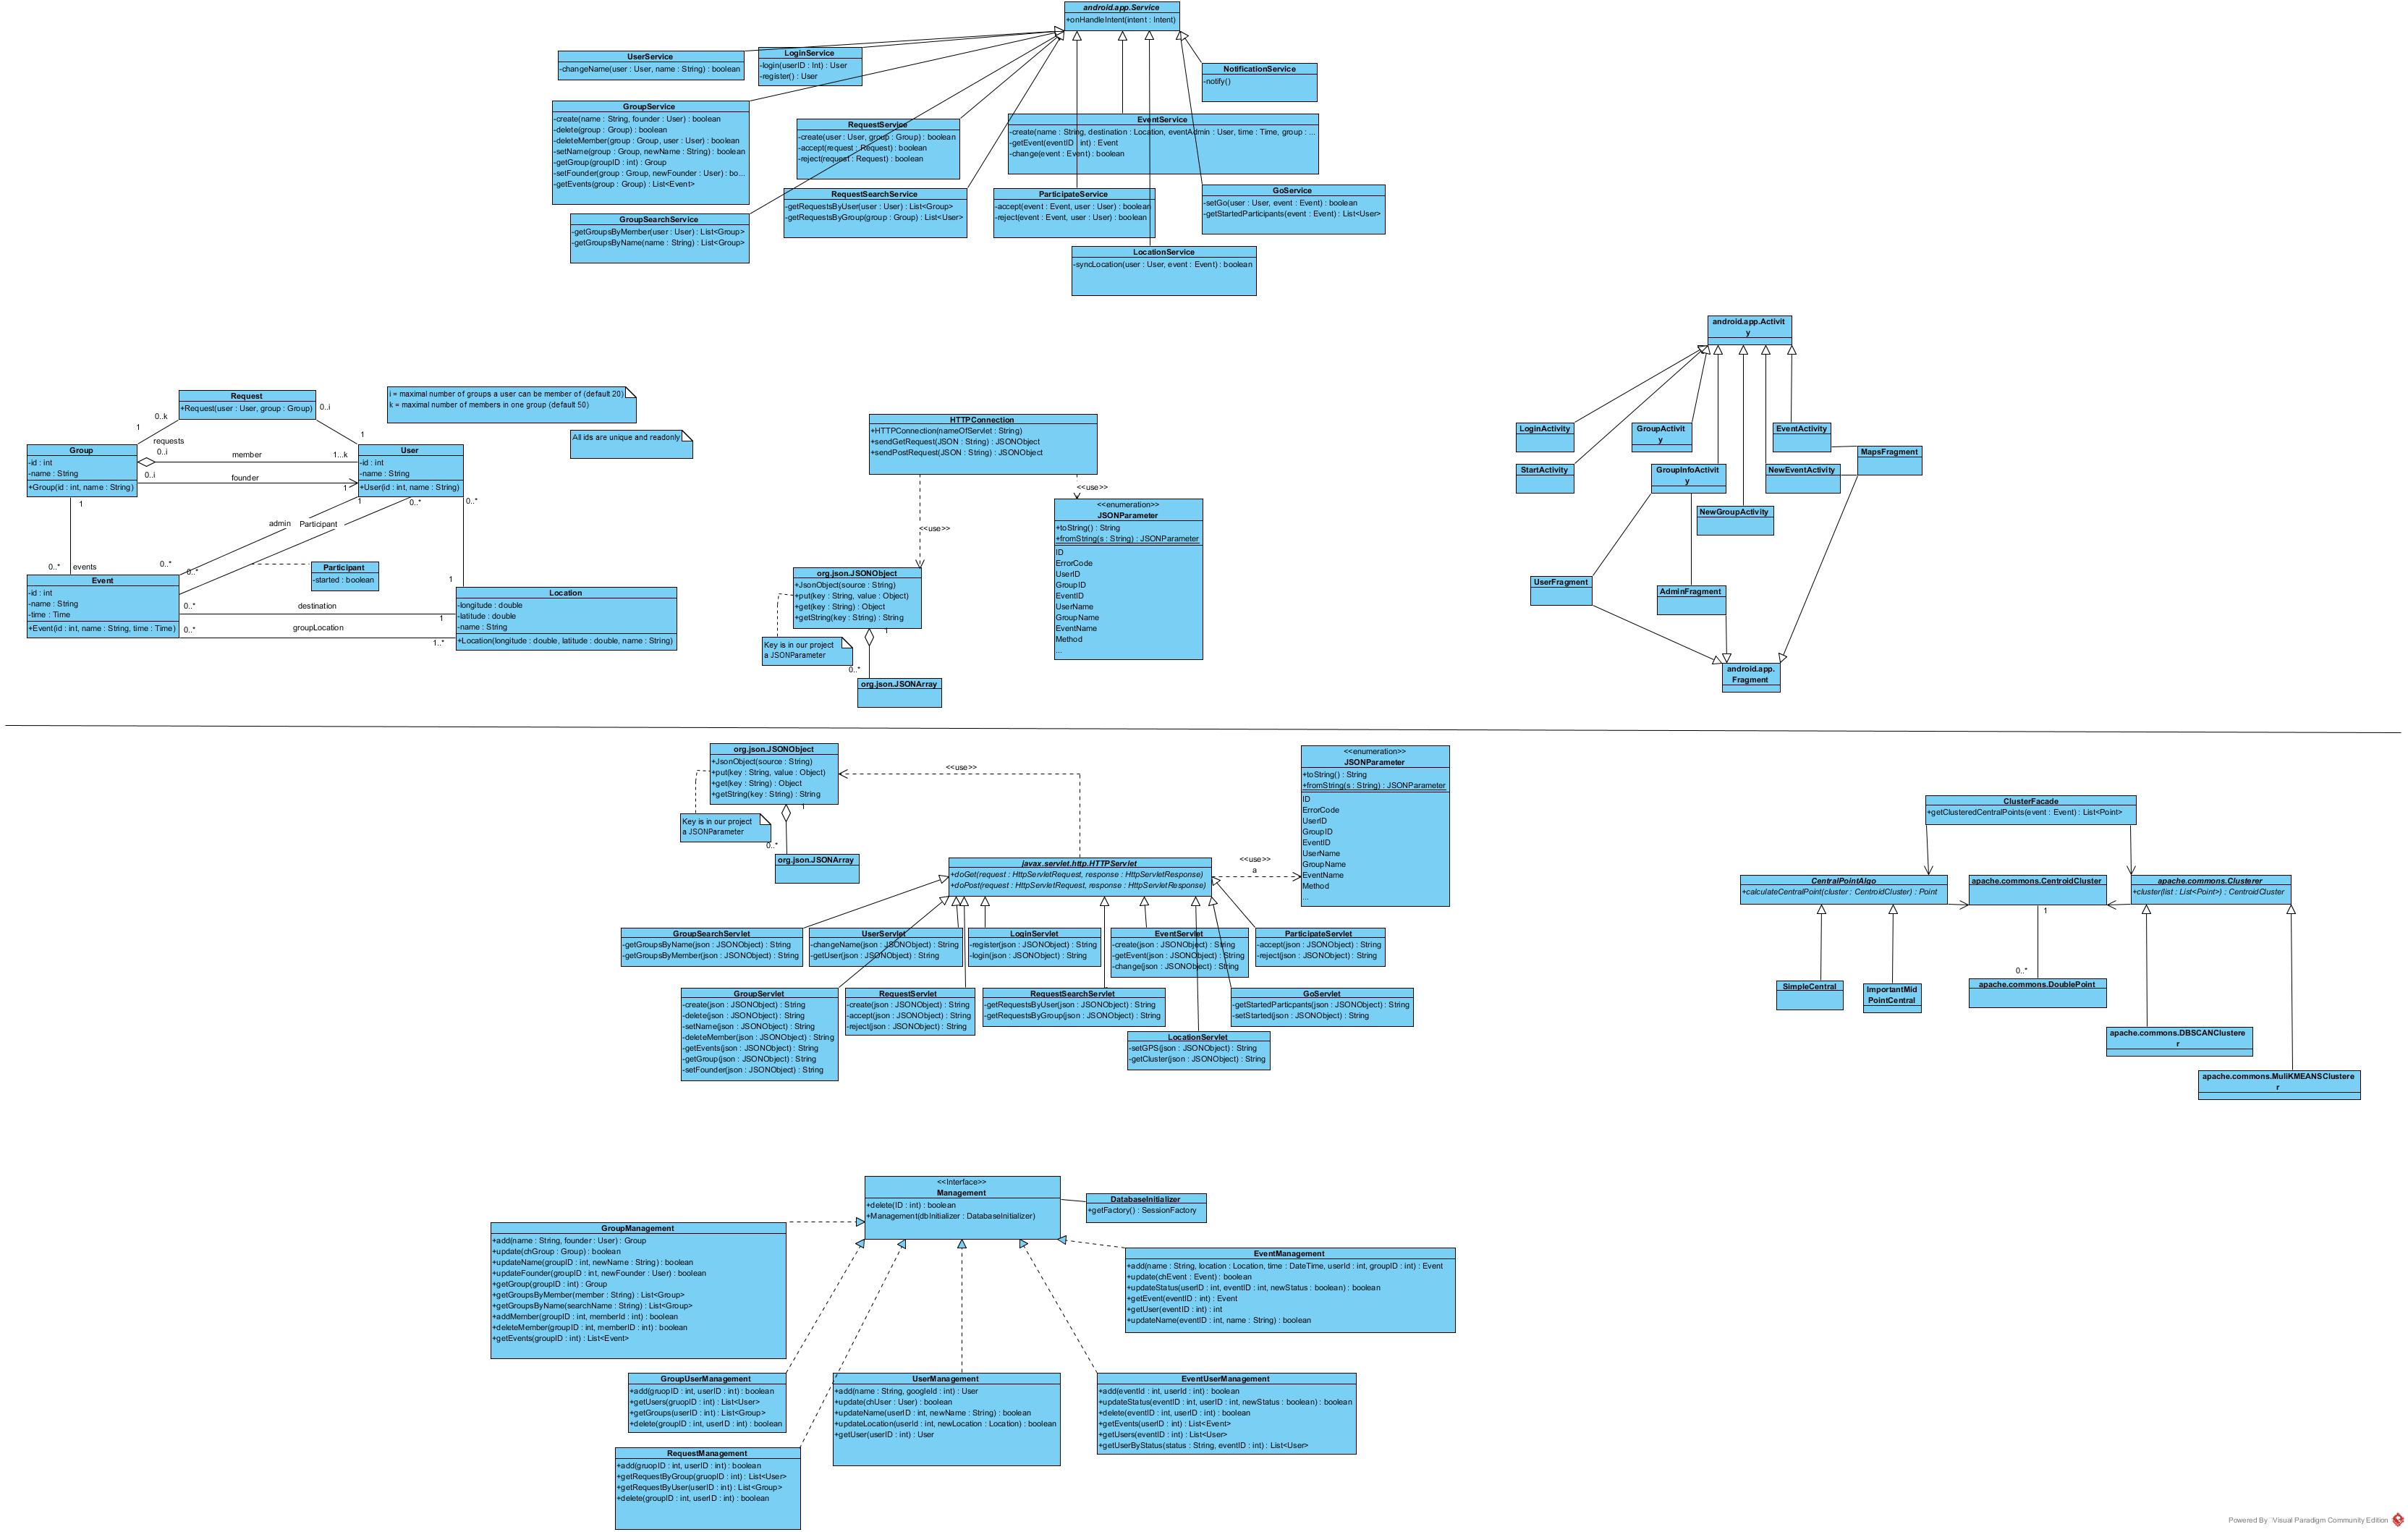 android.app.Service
+onHandleIntent(intent : Intent)
UserService
-changeName(user : User, name : String) : boolean
LoginService
-login(userID : Int) : User
-register() : User
NotificationService
-notify()
GroupService
-create(name : String, founder : User) : boolean
-delete(group : Group) : boolean
-deleteMember(group : Group, user : User) : boolean
-setName(group : Group, newName : String) : boolean
-getGroup(groupID : int) : Group
-setFounder(group : Group, newFounder : User) : bo...
-getEvents(group : Group) : List<Event>
RequestService
-create(user : User, group : Group) : boolean
-accept(request : Request) : boolean
-reject(request : Request) : boolean
EventService
-create(name : String, destination : Location, eventAdmin : User, time : Time, group : ...
-getEvent(eventID : int) : Event
-change(event : Event) : boolean
RequestSearchService
-getRequestsByUser(user : User) : List<Group>
-getRequestsByGroup(group : Group) : List<User>
ParticipateService
-accept(event : Event, user : User) : boolean
-reject(event : Event, user : User) : boolean
GoService
-setGo(user : User, event : Event) : boolean
-getStartedParticipants(event : Event) : List<User>
GroupSearchService
-getGroupsByMember(user : User) : List<Group>
-getGroupsByName(name : String) : List<Group>
LocationService
-syncLocation(user : User, event : Event) : boolean
Request
+Request(user : User, group : Group)
0..k
0..i
1
1
requests
i = maximal number of groups a user can be member of (default 20)
k = maximal number of members in one group (default 50)
All ids are unique and readonly
Group
-id : int
-name : String
+Group(id : int, name : String)
0..i
member
1...k
0..i
founder
1
User
-id : int
-name : String
+User(id : int, name : String)
1
1
0..*
0..*
admin
Participant
0..*
events
0..*
0..*
Participant
-started : boolean
Event
-id : int
-name : String
-time : Time
+Event(id : int, name : String, time : Time)
0..*
destination
1
0..*
groupLocation
1..*
1
Location
-longitude : double
-latitude : double
-name : String
+Location(longitude : double, latitude : double, name : String)
HTTPConnection
+HTTPConnection(nameOfServlet : String)
+sendGetRequest(JSON : String) : JSONObject
+sendPostRequest(JSON : String) : JSONObject
<<use>>
<<use>>
<<enumeration>>
JSONParameter
+toString() : String
+fromString(s : String) : JSONParameter
ID
ErrorCode
UserID
GroupID
EventID
UserName
GroupName
EventName
Method
...
org.json.JSONObject
+JsonObject(source : String)
+put(key : String, value : Object)
+get(key : String) : Object
+getString(key : String) : String
1
Key is in our project
a JSONParameter
0..*
org.json.JSONArray
android.app.Activit
y
LoginActivity
GroupActivit
y
EventActivity
MapsFragment
StartActivity
GroupInfoActivit
y
NewEventActivity
NewGroupActivity
UserFragment
AdminFragment
android.app.
Fragment
org.json.JSONObject
+JsonObject(source : String)
+put(key : String, value : Object)
+get(key : String) : Object
+getString(key : String) : String
1
Key is in our project
a JSONParameter
0..*
org.json.JSONArray
<<use>>
<<enumeration>>
JSONParameter
+toString() : String
+fromString(s : String) : JSONParameter
ID
ErrorCode
UserID
GroupID
EventID
UserName
GroupName
EventName
Method
...
javax.servlet.http.HTTPServlet
+doGet(request : HttpServletRequest, response : HttpServletResponse)
+doPost(request : HttpServletRequest, response : HttpServletResponse)
<<use>>
a
GroupSearchServlet
-getGroupsByName(json : JSONObject) : String
-getGroupsByMember(json : JSONObject) : String
UserServlet
-changeName(json : JSONObject) : String
-getUser(json : JSONObject) : String
LoginServlet
-register(json : JSONObject) : String
-login(json : JSONObject) : String
EventServlet
-create(json : JSONObject) : String
-getEvent(json : JSONObject) : String
-change(json : JSONObject) : String
ParticipateServlet
-accept(json : JSONObject) : String
-reject(json : JSONObject) : String
GroupServlet
-create(json : JSONObject) : String
-delete(json : JSONObject) : String
-setName(json : JSONObject) : String
-deleteMember(json : JSONObject) : String
-getEvents(json : JSONObject) : String
-getGroup(json : JSONObject) : String
-setFounder(json : JSONObject) : String
RequestServlet
-create(json : JSONObject) : String
-accept(json : JSONObject) : String
-reject(json : JSONObject) : String
RequestSearchServlet
-getRequestsByUser(json : JSONObject) : String
-getRequestsByGroup(json : JSONObject) : String
GoServlet
-getStartedParticpants(json : JSONObject) : String
-setStarted(json : JSONObject) : String
LocationServlet
-setGPS(json : JSONObject) : String
-getCluster(json : JSONObject) : String
ClusterFacade
+getClusteredCentralPoints(event : Event) : List<Point>
CentralPointAlgo
+calculateCentralPoint(cluster : CentroidCluster) : Point
apache.commons.CentroidCluster
1
apache.commons.Clusterer
+cluster(list : List<Point>) : CentroidCluster
SimpleCentral
ImportantMid
PointCentral
0..*
apache.commons.DoublePoint
apache.commons.DBSCANClustere
r
apache.commons.MuliKMEANSClustere
r
<<Interface>>
Management
+delete(ID : int) : boolean
+Management(dbInitializer : DatabaseInitializer)
DatabaseInitializer
+getFactory() : SessionFactory
GroupManagement
+add(name : String, founder : User) : Group
+update(chGroup : Group) : boolean
+updateName(groupID : int, newName : String) : boolean
+updateFounder(groupID : int, newFounder : User) : boolean
+getGroup(groupID : int) : Group
+getGroupsByMember(member : String) : List<Group>
+getGroupsByName(searchName : String) : List<Group>
+addMember(groupID : int, memberId : int) : boolean
+deleteMember(groupID : int, memberID : int) : boolean
+getEvents(groupID : int) : List<Event>
EventManagement
+add(name : String, location : Location, time : DateTime, userId : int, groupID : int) : Event
+update(chEvent : Event) : boolean
+updateStatus(userID : int, eventID : int, newStatus : boolean) : boolean
+getEvent(eventID : int) : Event
+getUser(eventID : int) : int
+updateName(eventID : int, name : String) : boolean
GroupUserManagement
+add(gruopID : int, userID : int) : boolean
+getUsers(gruopID : int) : List<User>
+getGroups(userID : int) : List<Group>
+delete(groupID : int, userID : int) : boolean
UserManagement
+add(name : String, googleId : int) : User
+update(chUser : User) : boolean
+updateName(userID : int, newName : String) : boolean
+updateLocation(userId : int, newLocation : Location) : boolean
+getUser(userID : int) : User
EventUserManagement
+add(eventId : int, userId : int) : boolean
+updateStatus(eventID : int, userID : int, newStatus : boolean) : boolean
+delete(eventID : int, userID : int) : boolean
+getEvents(userID : int) : List<Event>
+getUsers(eventID : int) : List<User>
+getUserByStatus(status : String, eventID : int) : List<User>
RequestManagement
+add(gruopID : int, userID : int) : boolean
+getRequestByGroup(gruopID : int) : List<User>
+getRequestByUser(userID : int) : List<Group>
+delete(groupID : int, userID : int) : boolean
Powered By Visual Paradigm Community Edition